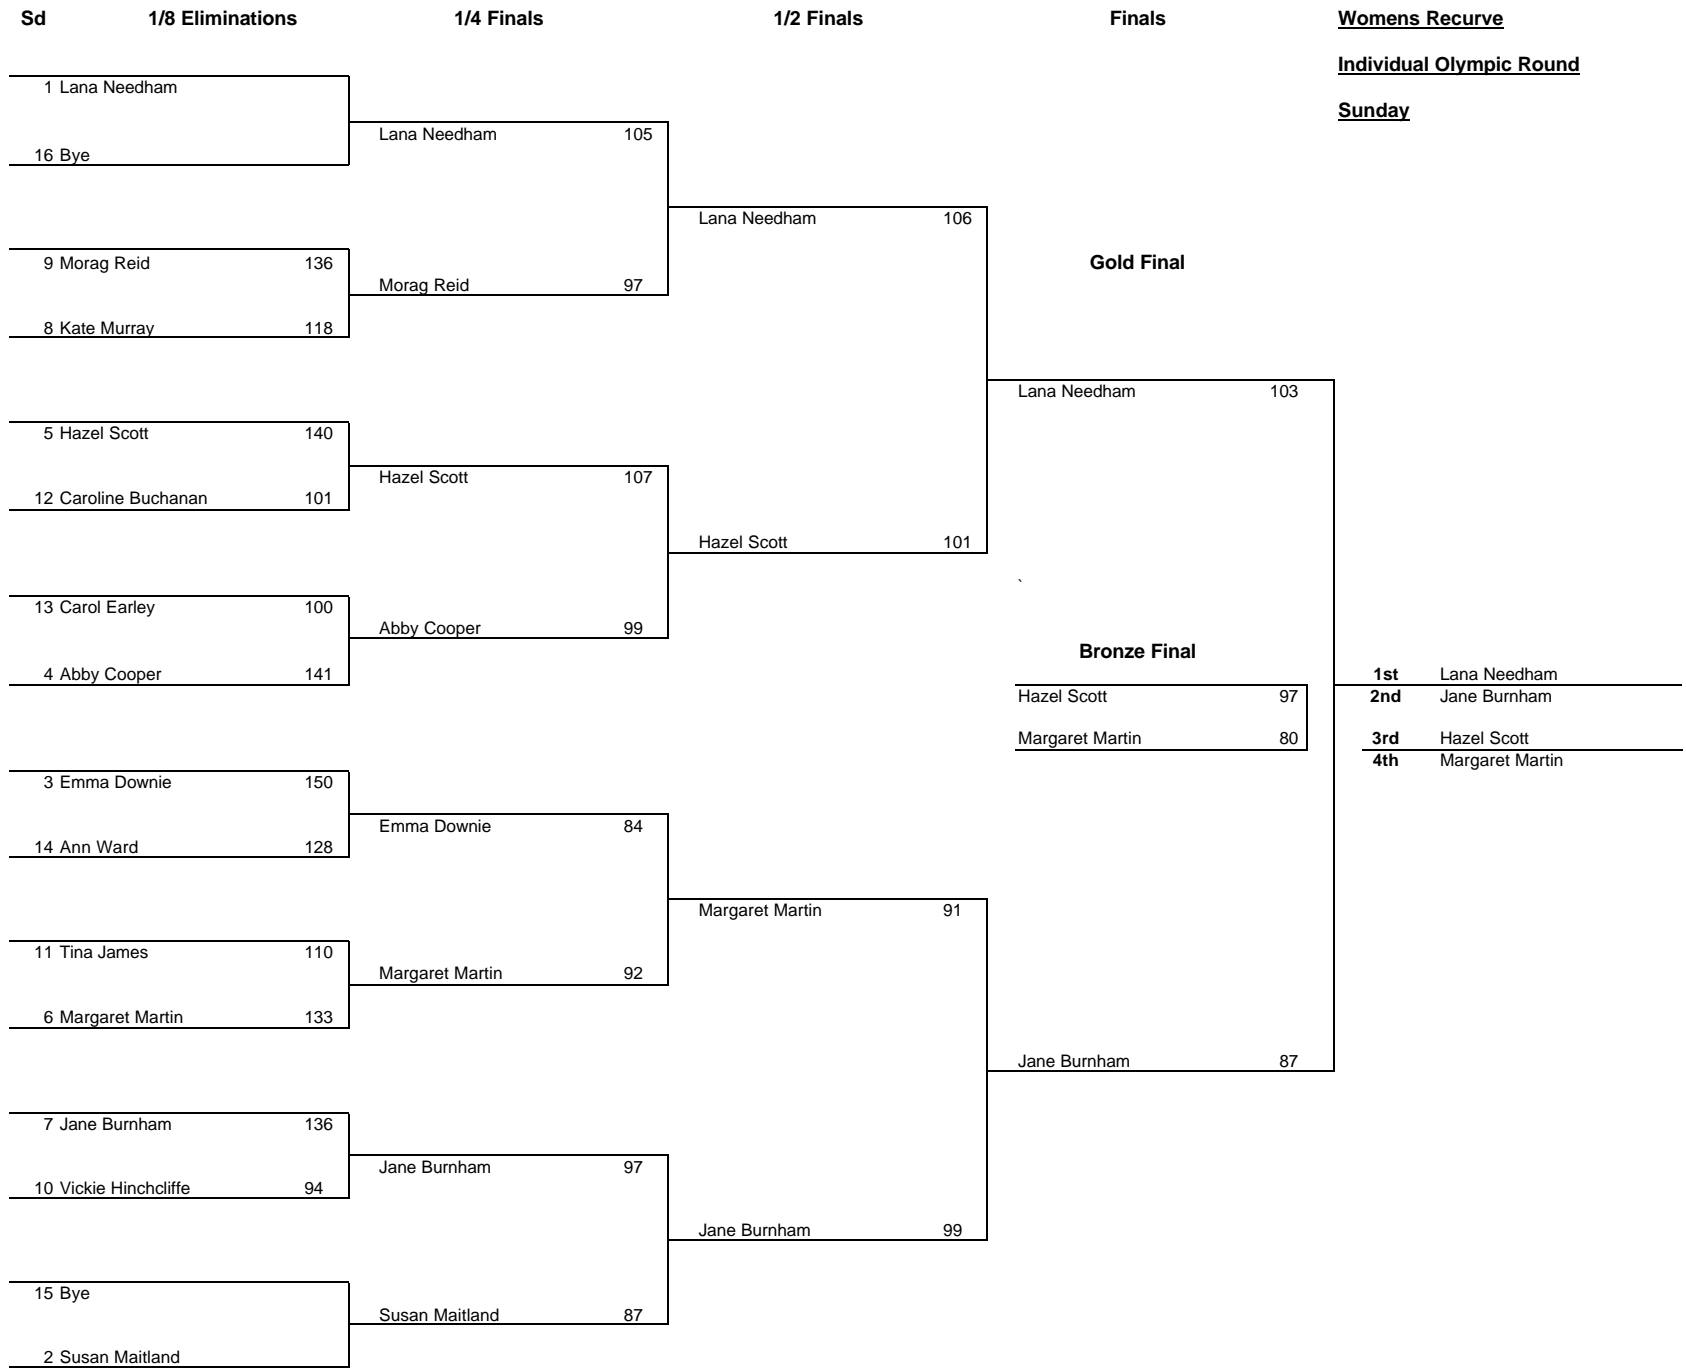 Sd 1/8 Eliminations 1/4 Finals 1/2 Finals Finals Womens Recurve
Individual Olympic Round
1 Lana Needham
Sunday
Lana Needham 105
16 Bye
Lana Needham 106
9 Morag Reid 136
Gold Final
Morag Reid 97
8 Kate Murray 118
Lana Needham 103
5 Hazel Scott 140
Hazel Scott 107
12 Caroline Buchanan 101
Hazel Scott 101
`
13 Carol Earley 100
Abby Cooper 99
Bronze Final
4 Abby Cooper 141 1st Lana Needham
Hazel Scott 97 2nd Jane Burnham
Margaret Martin 80 3rd Hazel Scott
4th Margaret Martin
3 Emma Downie 150
Emma Downie 84
14 Ann Ward 128
Margaret Martin 91
11 Tina James 110
Margaret Martin 92
6 Margaret Martin 133
Jane Burnham 87
7 Jane Burnham 136
Jane Burnham 97
10 Vickie Hinchcliffe 94
Jane Burnham 99
15 Bye
Susan Maitland 87
2 Susan Maitland